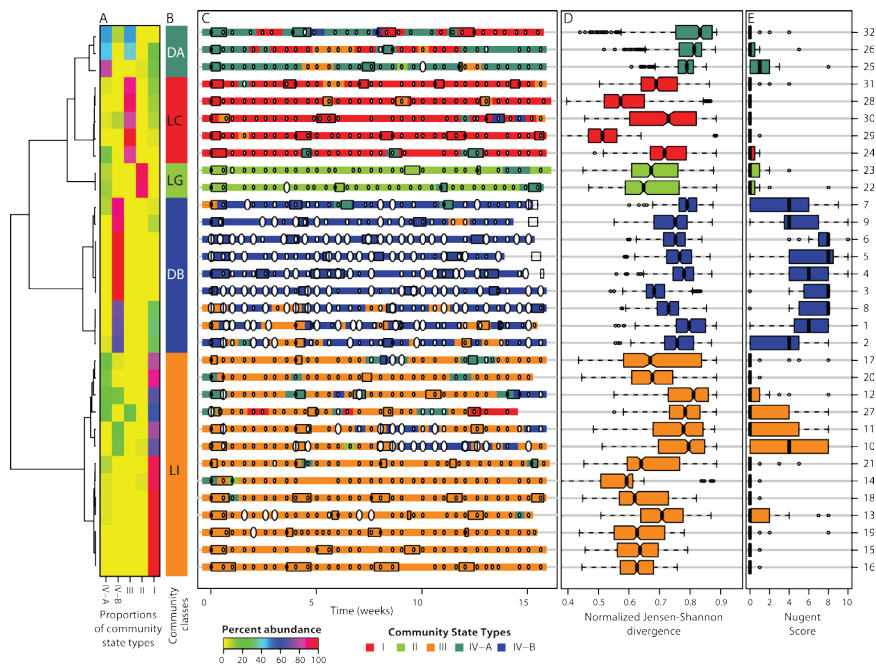 A
B
C
D
E
DA
LC
LG
DB
LI
32
26
25
31
28
30
29
24
23
22
7
9
6
5
4
3
8
1
2
17
20
12
27
11
10
21
14
18
13
19
15
16
IV-A
IV-B
III
II
I
Proportions
of community
state types
Community
classes
0 5 10 15
Time (weeks)
0.4 0.5 0.6 0.7 0.8 0.9
Normalized Jensen-Shannon
divergence
0 2 4 6 8 10
Nugent
Score
Percent abundance
0 20 40 60 80 100
Community State Types
I II III IV-A IV-B